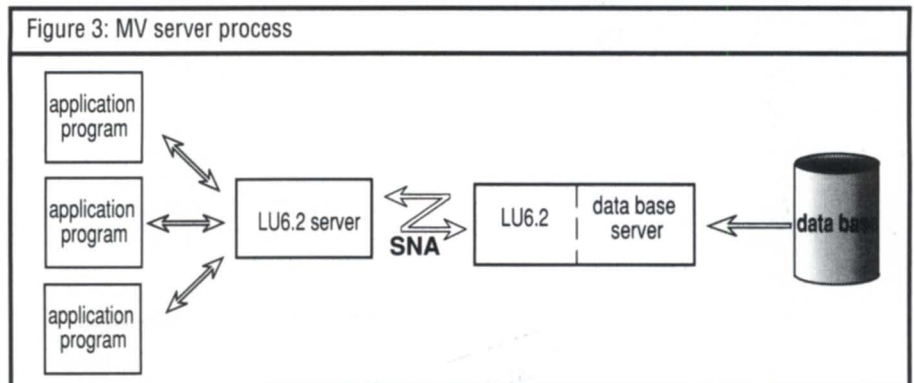 Figure 3: MV server process
application
program
application
program
application
program
LU6.2 server
SNA
LU6.2
data base
server
data base